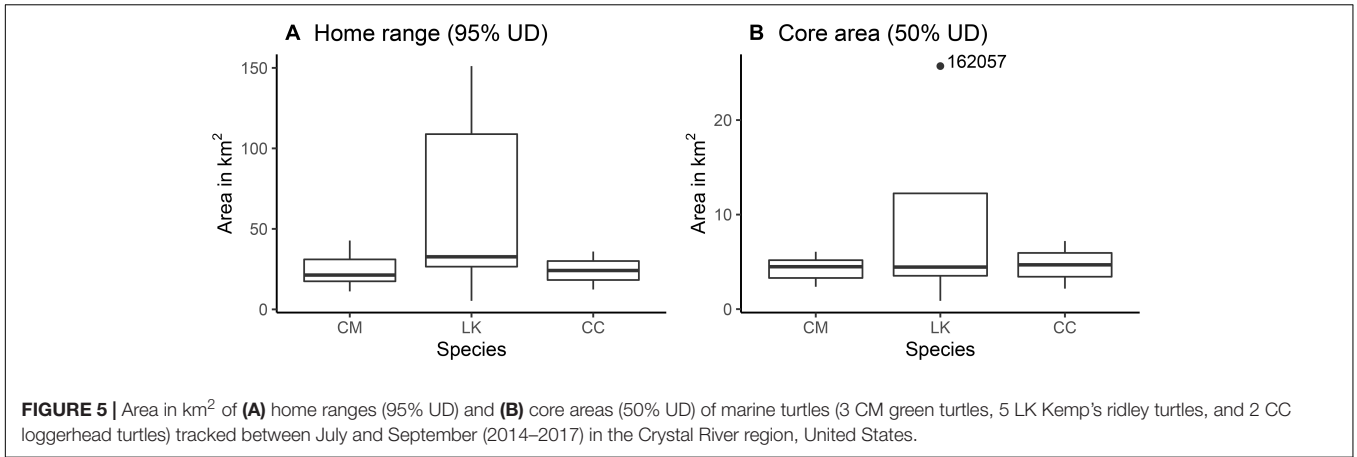 A Home range (95% UD)
Area in km²
150
100
50
0
CM LK CC
Species
B Core area (50% UD)
162057
Area in km²
20
10
0
CM LK CC
Species
FIGURE 5 | Area in km² of (A) home ranges (95% UD) and (B) core areas (50% UD) of marine turtles (3 CM green turtles, 5 LK Kemp's ridley turtles, and 2 CC
loggerhead turtles) tracked between July and September (2014–2017) in the Crystal River region, United States.